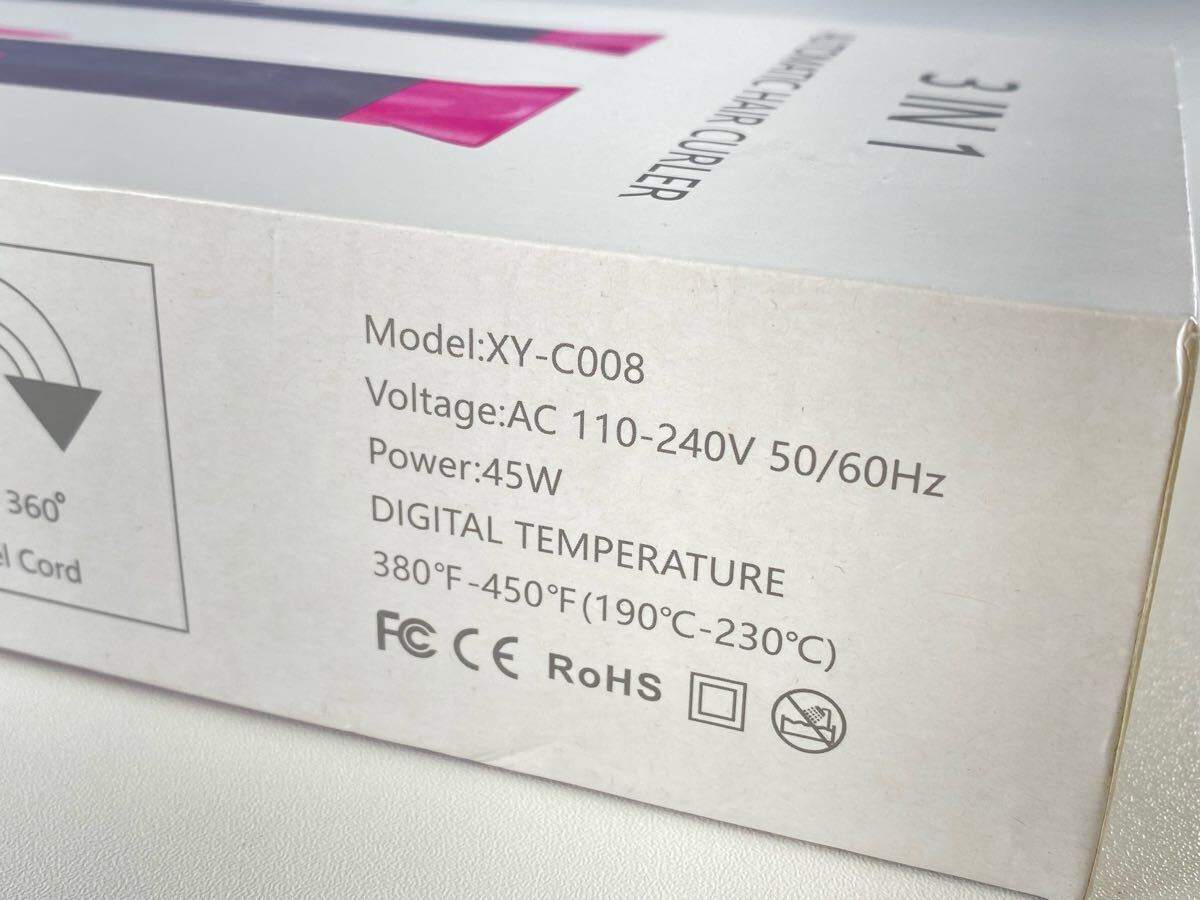 3 IN 1
AUTOMATIC HAIR CURLER
Model:XY-C008
Voltage:AC 110-240V 50/60Hz
Power:45W
DIGITAL TEMPERATURE
380°F-450°F(190℃-230℃)
FC CE RoHS
360°
Cord